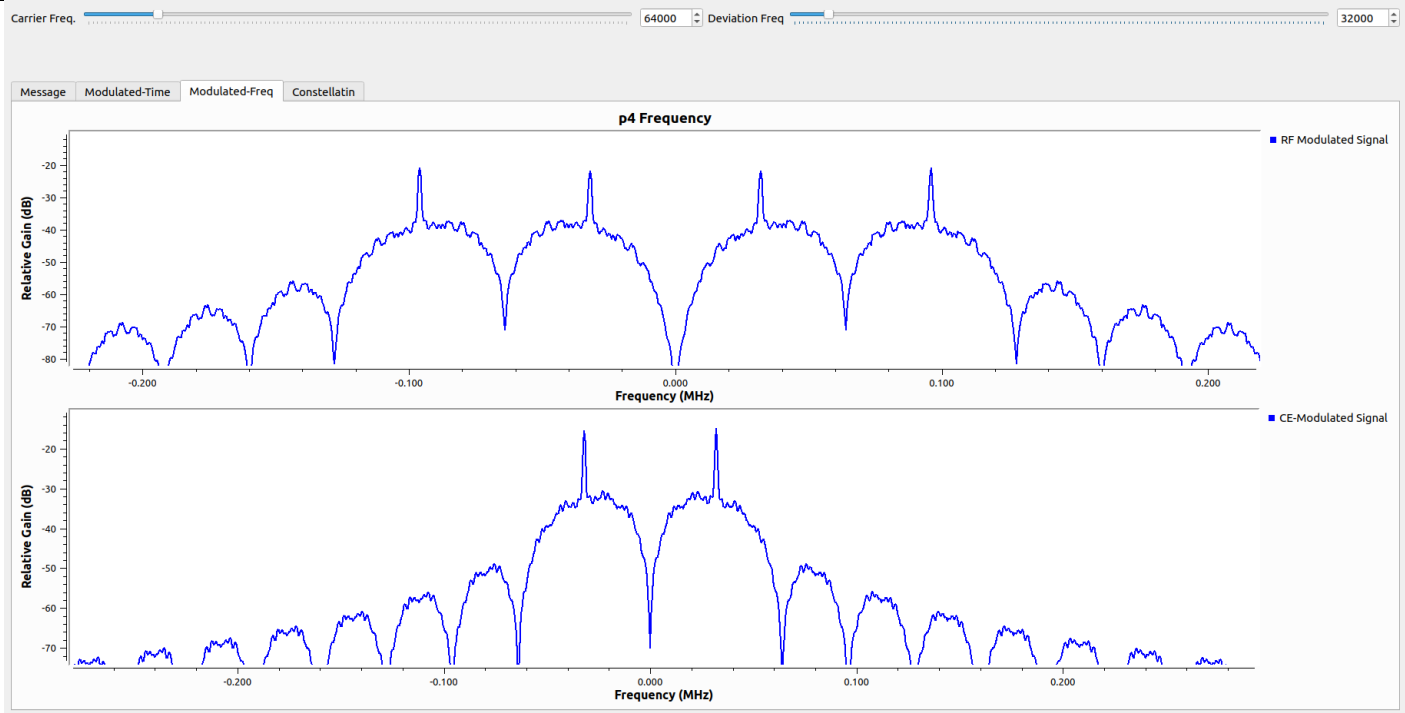 Carrier Freq. 64000 Deviation Freq 32000
Message Modulated-Time Modulated-Freq Constellatin
p4 Frequency
RF Modulated Signal
Relative Gain (dB)
-20
-30
-40
-50
-60
-70
-80
-0.200 -0.100 0.000 0.100 0.200
Frequency (MHz)
CE-Modulated Signal
Relative Gain (dB)
-20
-30
-40
-50
-60
-70
-0.200 -0.100 0.000 0.100 0.200
Frequency (MHz)